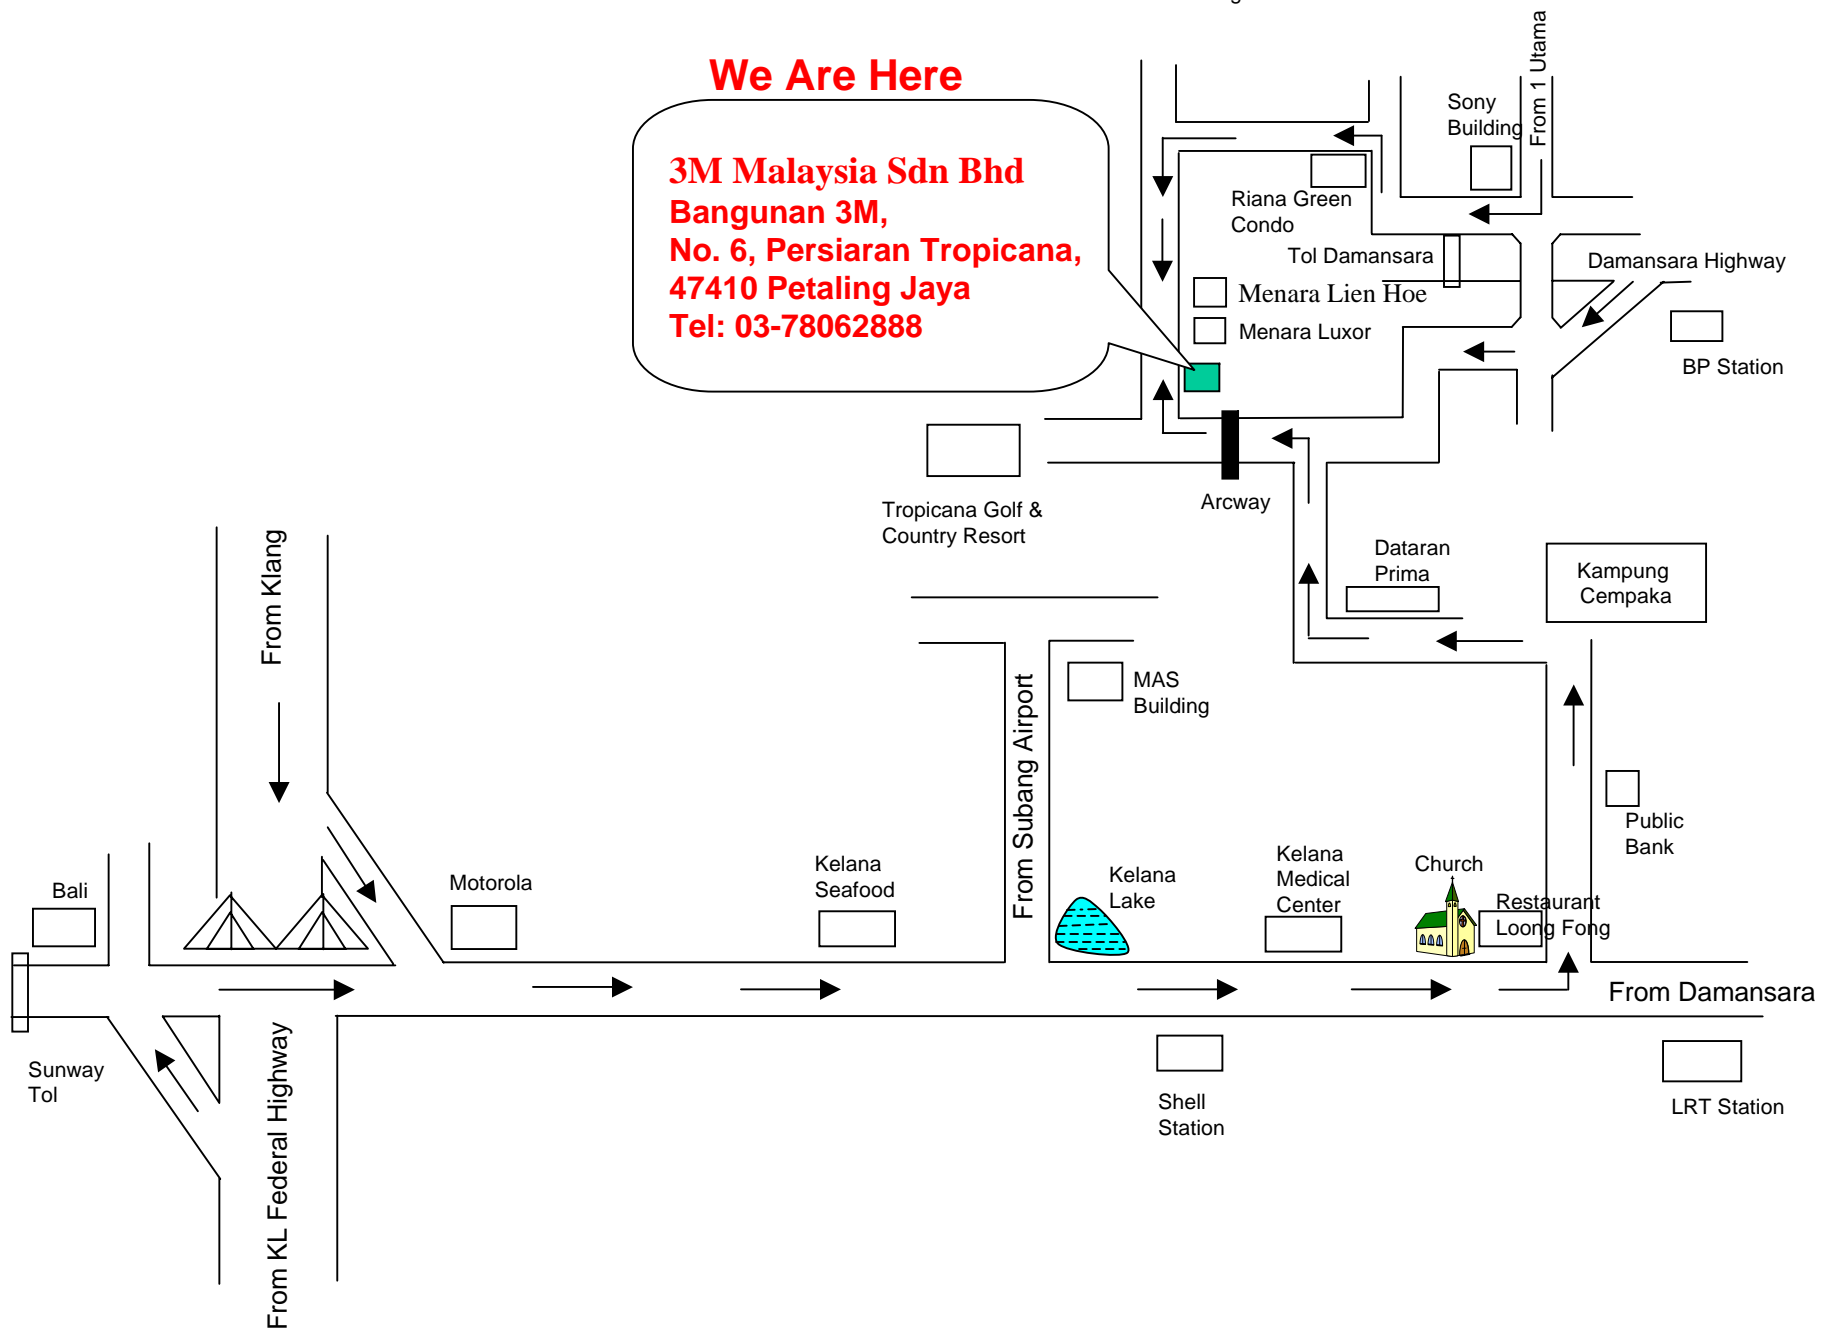 We Are Here
3M Malaysia Sdn Bhd
Bangunan 3M,
No. 6, Persiaran Tropicana,
47410 Petaling Jaya
Tel: 03-78062888
From 1 Utama
Sony
Building
Riana Green
Condo
Tol Damansara
Damansara Highway
Menara Lien Hoe
Menara Luxor
BP Station
Tropicana Golf &
Country Resort
Arcway
Dataran
Prima
Kampung
Cempaka
From Klang
MAS
Building
From Subang Airport
Public
Bank
Bali
Motorola
Kelana
Seafood
Kelana
Lake
Kelana
Medical
Center
Church
Restaurant
Loong Fong
From Damansara
Sunway
Tol
From KL Federal Highway
Shell
Station
LRT Station